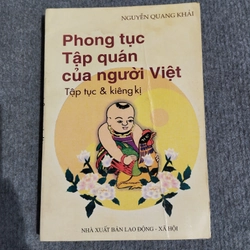 NGUYỄN QUANG KHẢI
Phong tục
Tập quán
của người Việt
Tập tục & kiêng kị
NHÀ XUẤT BẢN LAO ĐỘNG - XÃ HỘI